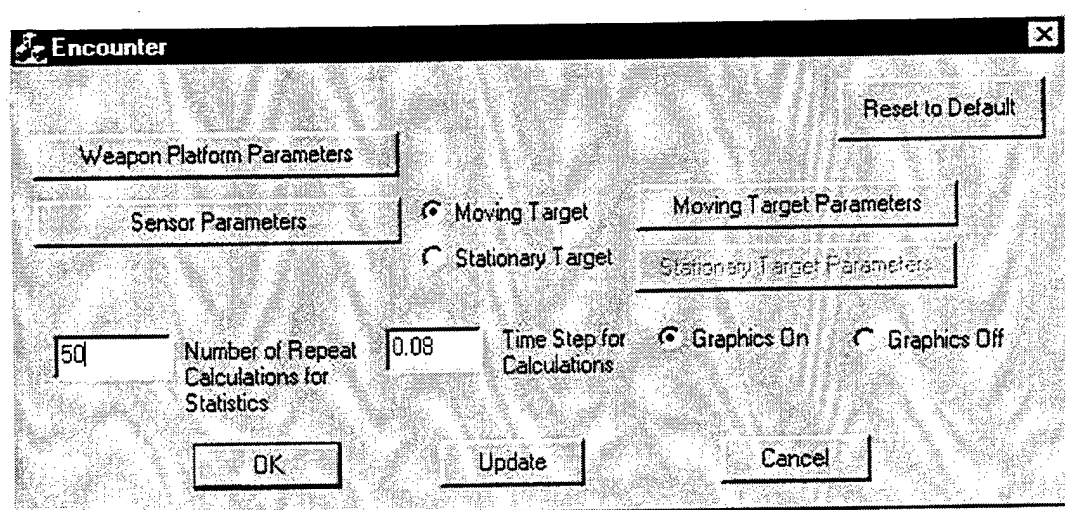 Encounter
Reset to Default
Weapon Platform Parameters
Sensor Parameters
Moving Target
Moving Target Parameters
Stationary Target
Stationary Target Parameters
50
Number of Repeat
Calculations for
Statistics
0.08
Time Step for
Calculations
Graphics On
Graphics Off
OK
Update
Cancel